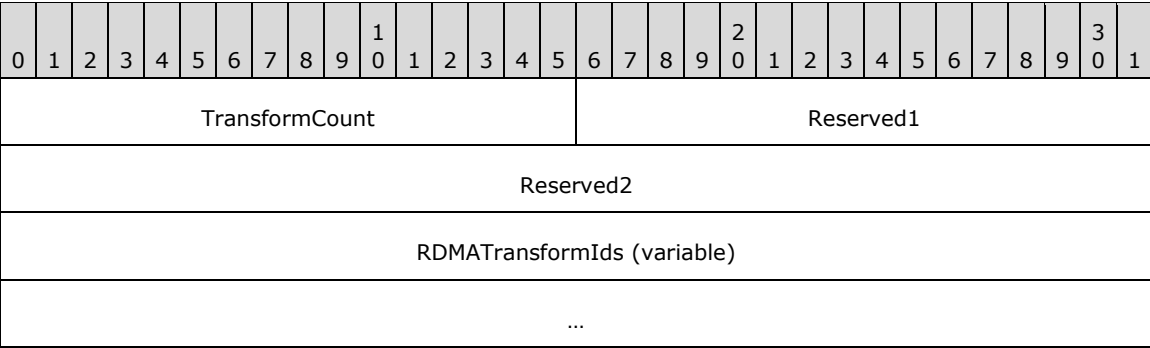 0 1 2 3 4 5 6 7 8 9 1 0 1 2 3 4 5 6 7 8 9 2 0 1 2 3 4 5 6 7 8 9 3 0 1
TransformCount Reserved1
Reserved2
RDMATransformIds (variable)
...